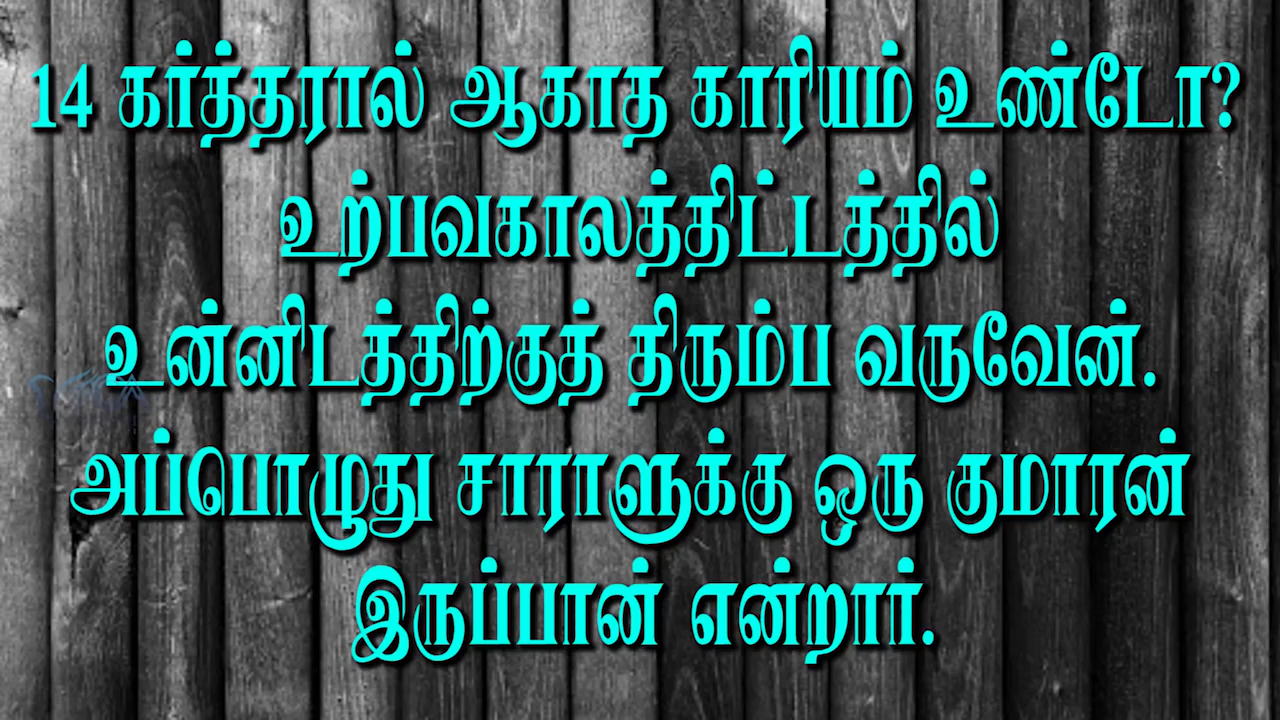 14 கர்த்தரால் ஆகாத காரியம் உண்டோ?
உற்பவகாலத்திட்டத்தில்
உன்னிடத்திற்குத் திரும்ப வருவேன்.
அப்பொழுது சாராளுக்கு ஒரு குமாரன்
இருப்பான் என்றார்.